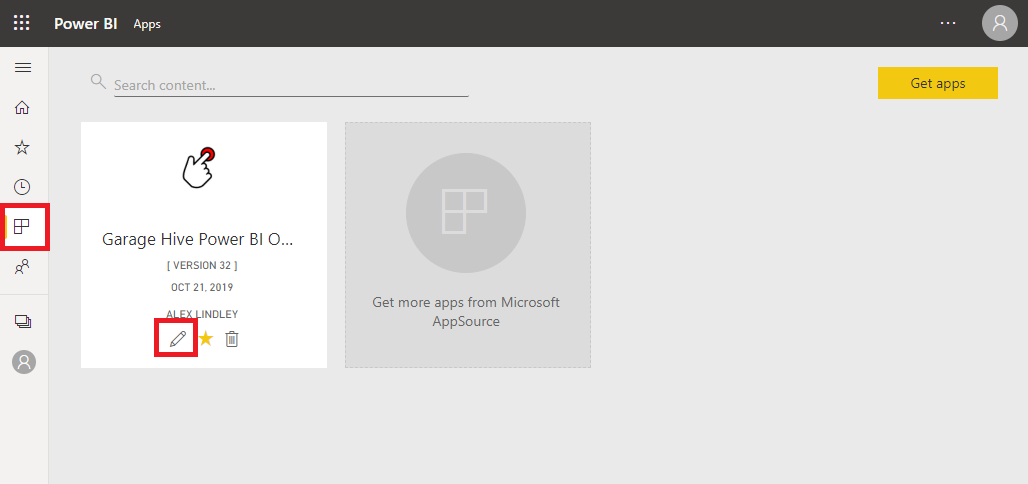 Power BI Apps
Search content...
Get apps
Garage Hive Power BI O...
[ VERSION 32 ]
OCT 21, 2019
ALEX LINDLEY
Get more apps from Microsoft
AppSource